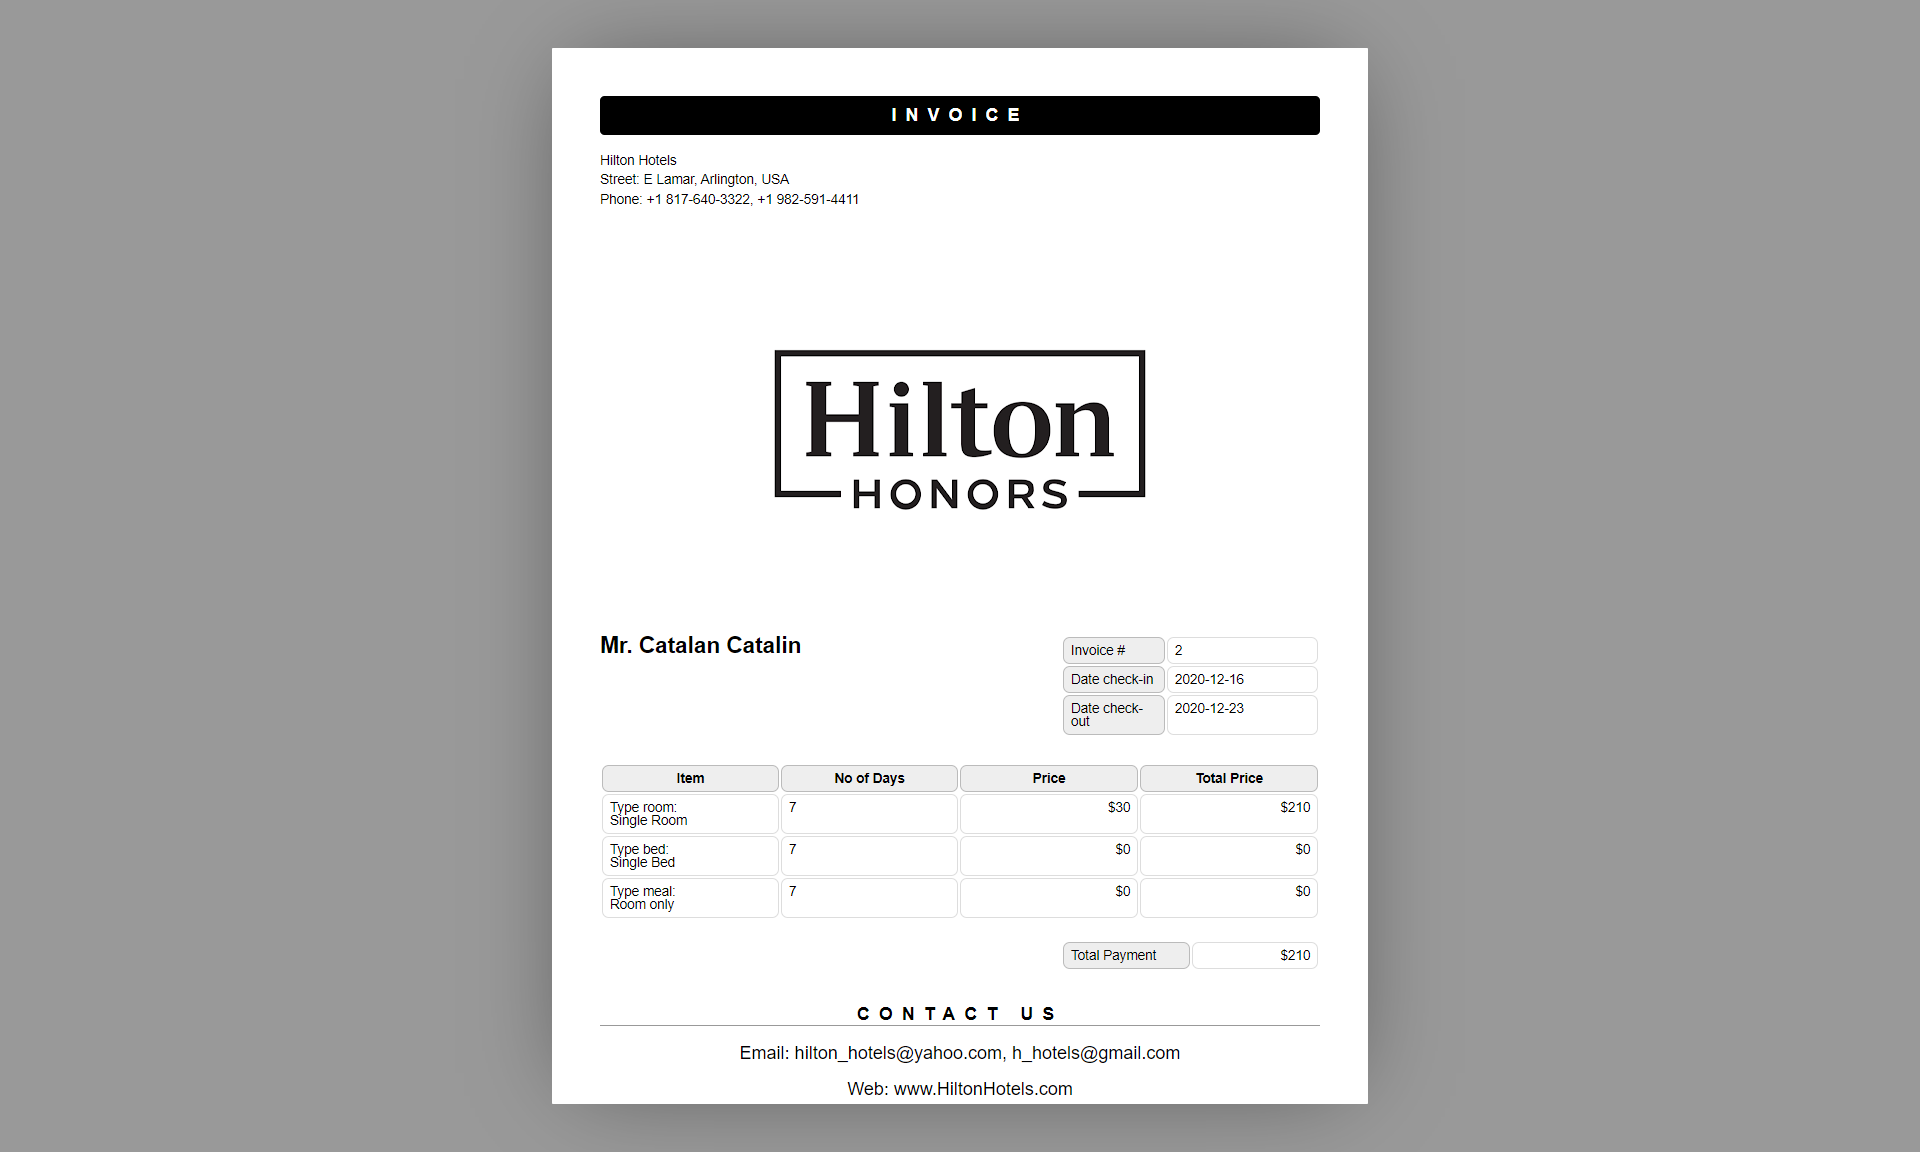 INVOICE
Hilton Hotels
Street: E Lamar, Arlington, USA
Phone: +1 817-640-3322, +1 982-591-4411
Hilton
HONORS
Mr. Catalan Catalin
Invoice # 2
Date check-in 2020-12-16
Date check- 2020-12-23
out
Item No of Days Price Total Price
Type room: 7 $30 $210
Single Room
Type bed: 7 $0 $0
Single Bed
Type meal: 7 $0 $0
Room only
Total Payment $210
CONTACT US
Email: hilton_hotels@yahoo.com, h_hotels@gmail.com
Web: www.HiltonHotels.com